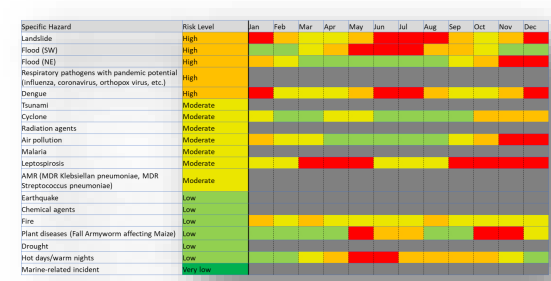 Specific Hazard Risk Level Jan Feb Mar Apr May Jun Jul Aug Sep Oct Nov Dec
Landslide High
Flood (SW) High
Flood (NE) High
Respiratory pathogens with pandemic potential
(influenza, coronavirus, orthopox virus, etc.) High
Dengue High
Tsunami Moderate
Cyclone Moderate
Radiation agents Moderate
Air pollution Moderate
Malaria Moderate
Leptospirosis Moderate
AMR (MDR Klebsiellan pneumoniae, MDR
Streptococcus pneumoniae) Moderate
Earthquake Low
Chemical agents Low
Fire Low
Plant diseases (Fall Armyworm affecting Maize) Low
Drought Low
Hot days/warm nights Low
Marine-related incident Very low